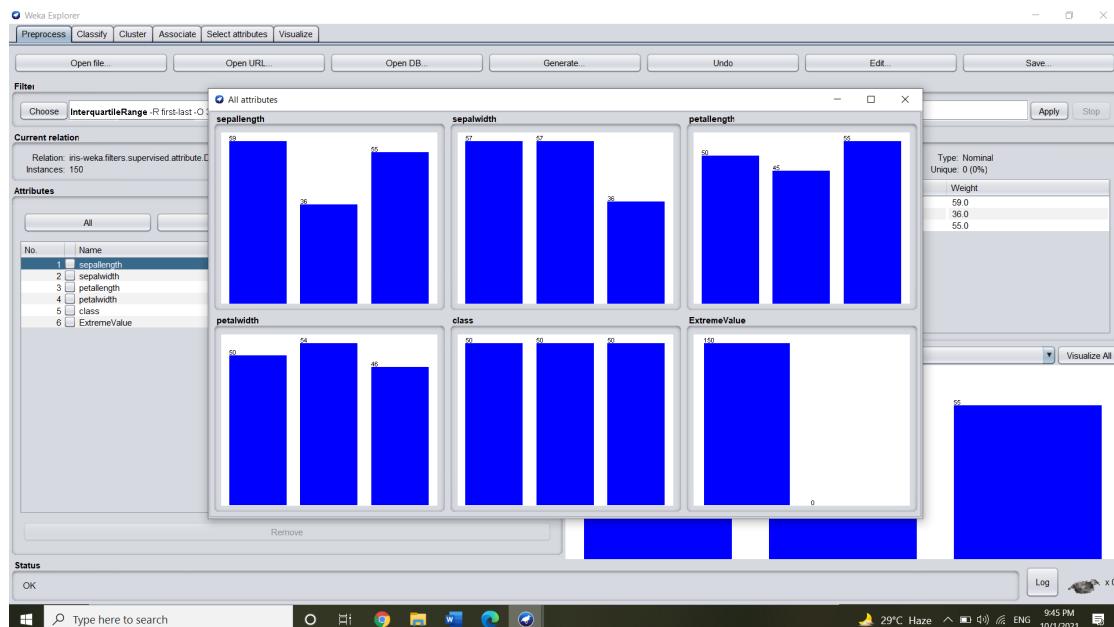 Weka Explorer
Preprocess Classify Cluster Associate Select attributes Visualize
Open file... Open URL... Open DB... Generate... Undo Edit... Save...
Filter
Choose InterquartileRange -R first-last -O Apply Stop
All attributes
Current relation
Relation: iris-weka.filters.supervised.attribute.D
Instances: 150
Type: Nominal
Unique: 0 (0%)
Attributes
All
No. Name
1 sepallength
2 sepalwidth
3 petallength
4 petalwidth
5 class
6 ExtremeValue
Weight
59.0
36.0
55.0
sepallength sepalwidth petallength
59 36 55 57 57 36 50 45 55
petalwidth class ExtremeValue
50 54 46 50 50 50 150 0
Visualize All
55
Remove
Status
OK
Log x 0
Type here to search
29°C Haze ENG
9:45 PM
10/1/2021